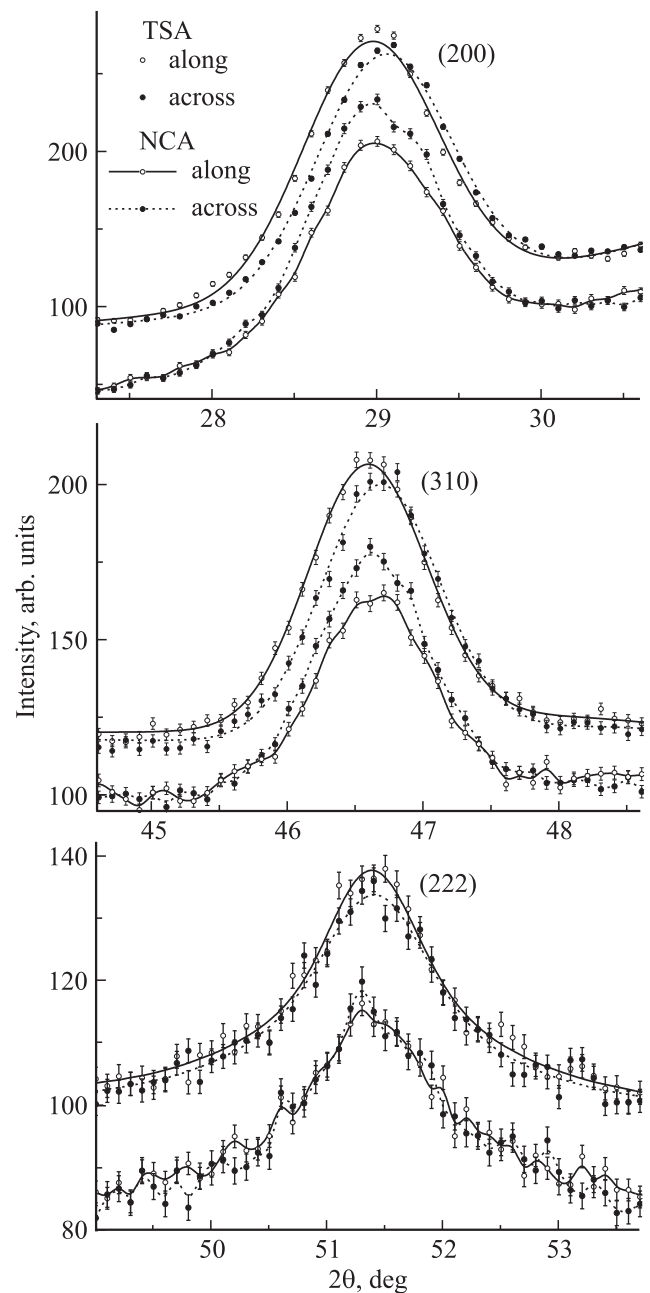 TSA
along
across
NCA
along
across
(200)
200
100
28 29 30
(310)
200
150
100
45 46 47 48
Intensity, arb. units
(222)
140
120
100
80
50 51 52 53
2θ, deg